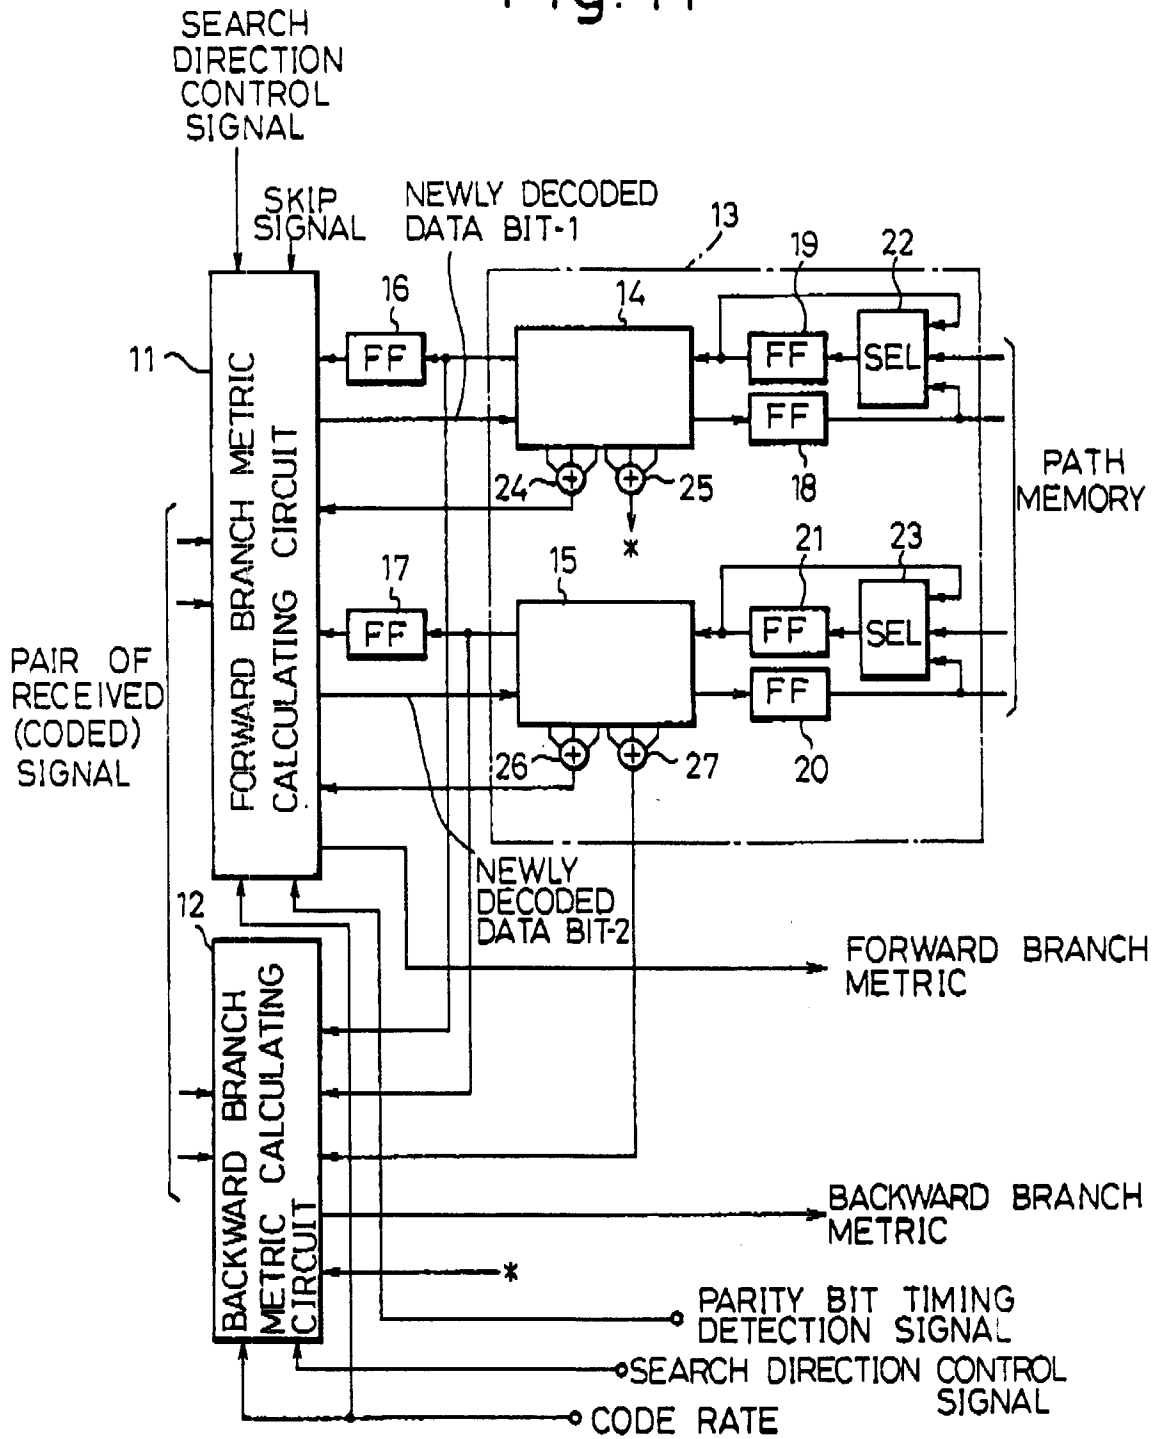 SEARCH
DIRECTION
CONTROL
SIGNAL
SKIP
SIGNAL
NEWLY DECODED
DATA BIT-1
13
19
22
16
14
11
FF
FF
SEL
FF
24
25
18
PATH
MEMORY
*
FORWARD BRANCH METRIC
CALCULATING CIRCUIT
17
15
21
23
FF
FF
SEL
FF
26
27
20
PAIR OF
RECEIVED
(CODED)
SIGNAL
NEWLY
DECODED
DATA BIT-2
12
BACKWARD BRANCH
METRIC CALCULATING
CIRCUIT
FORWARD BRANCH
METRIC
BACKWARD BRANCH
METRIC
*
PARITY BIT TIMING
DETECTION SIGNAL
SEARCH DIRECTION CONTROL
SIGNAL
CODE RATE